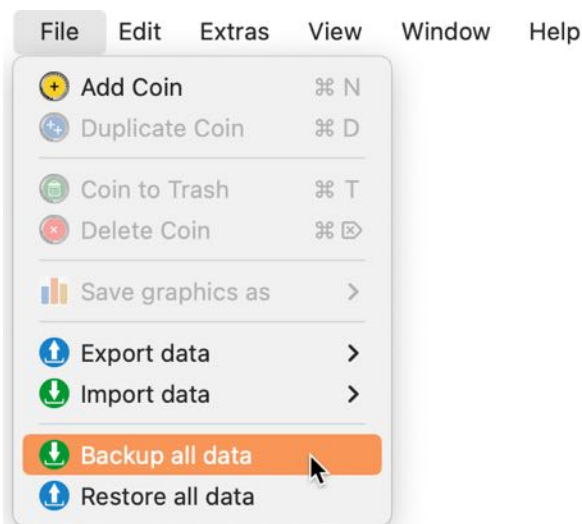 File Edit Extras View Window Help
Add Coin ⌘ N
Duplicate Coin ⌘ D
Coin to Trash ⌘ T
Delete Coin ⌘ ⌦
Save graphics as >
Export data >
Import data >
Backup all data
Restore all data